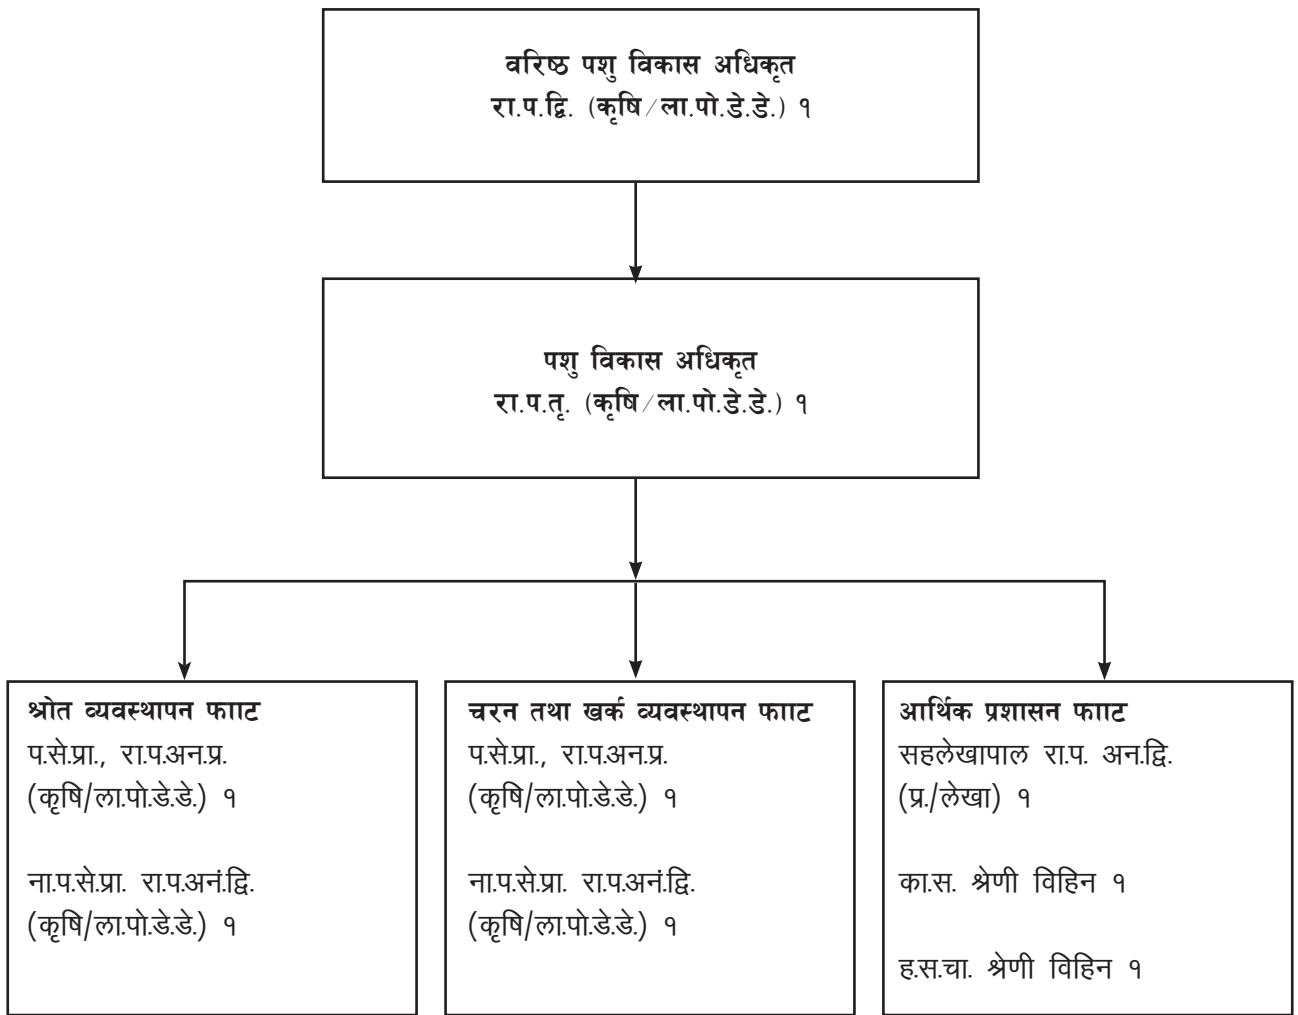 वरिष्ठ पशु विकास अधिकृत
रा.प.द्वि. (कृषि/ला.पो.डे.डे.) १
पशु विकास अधिकृत
रा.प.तृ. (कृषि/ला.पो.डे.डे.) १
श्रोत व्यवस्थापन फााट
प.से.प्रा., रा.प.अन.प्र.
(कृषि/ला.पो.डे.डे.) १
ना.प.से.प्रा. रा.प.अनं.द्वि.
(कृषि/ला.पो.डे.डे.) १
चरन तथा खर्क व्यवस्थापन फााट
प.से.प्रा., रा.प.अन.प्र.
(कृषि/ला.पो.डे.डे.) १
ना.प.से.प्रा. रा.प.अनं.द्वि.
(कृषि/ला.पो.डे.डे.) १
आर्थिक प्रशासन फााट
सहलेखापाल रा.प. अन.द्वि.
(प्र./लेखा) १
का.स. श्रेणी विहिन १
ह.स.चा. श्रेणी विहिन १